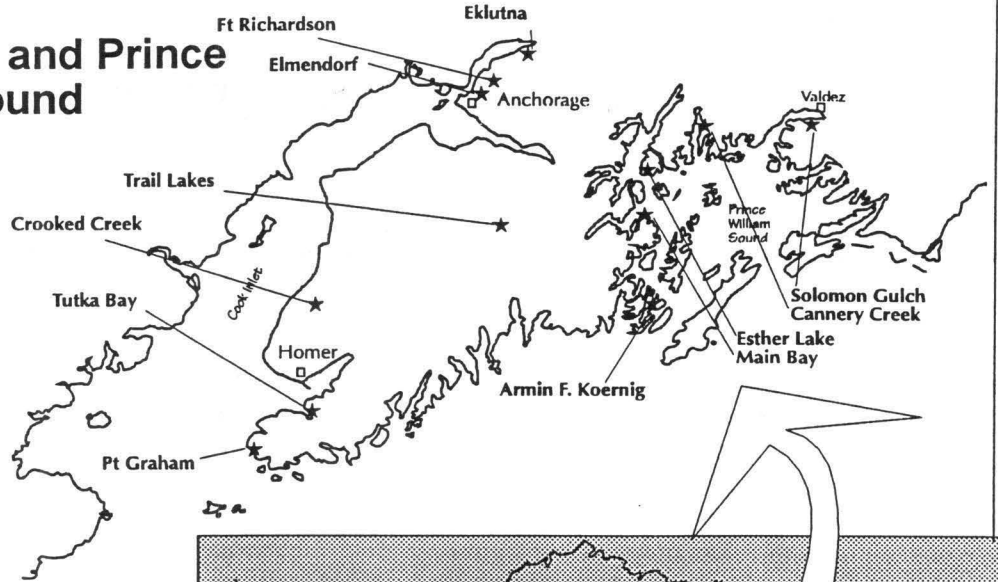 and Prince
ound
Ft Richardson
Eklutna
Elmendorf
Anchorage
Valdez
Trail Lakes
Crooked Creek
Prince
William
Sound
Cook Inlet
Tutka Bay
Solomon Gulch
Cannery Creek
Homer
Esther Lake
Main Bay
Armin F. Koernig
Pt Graham